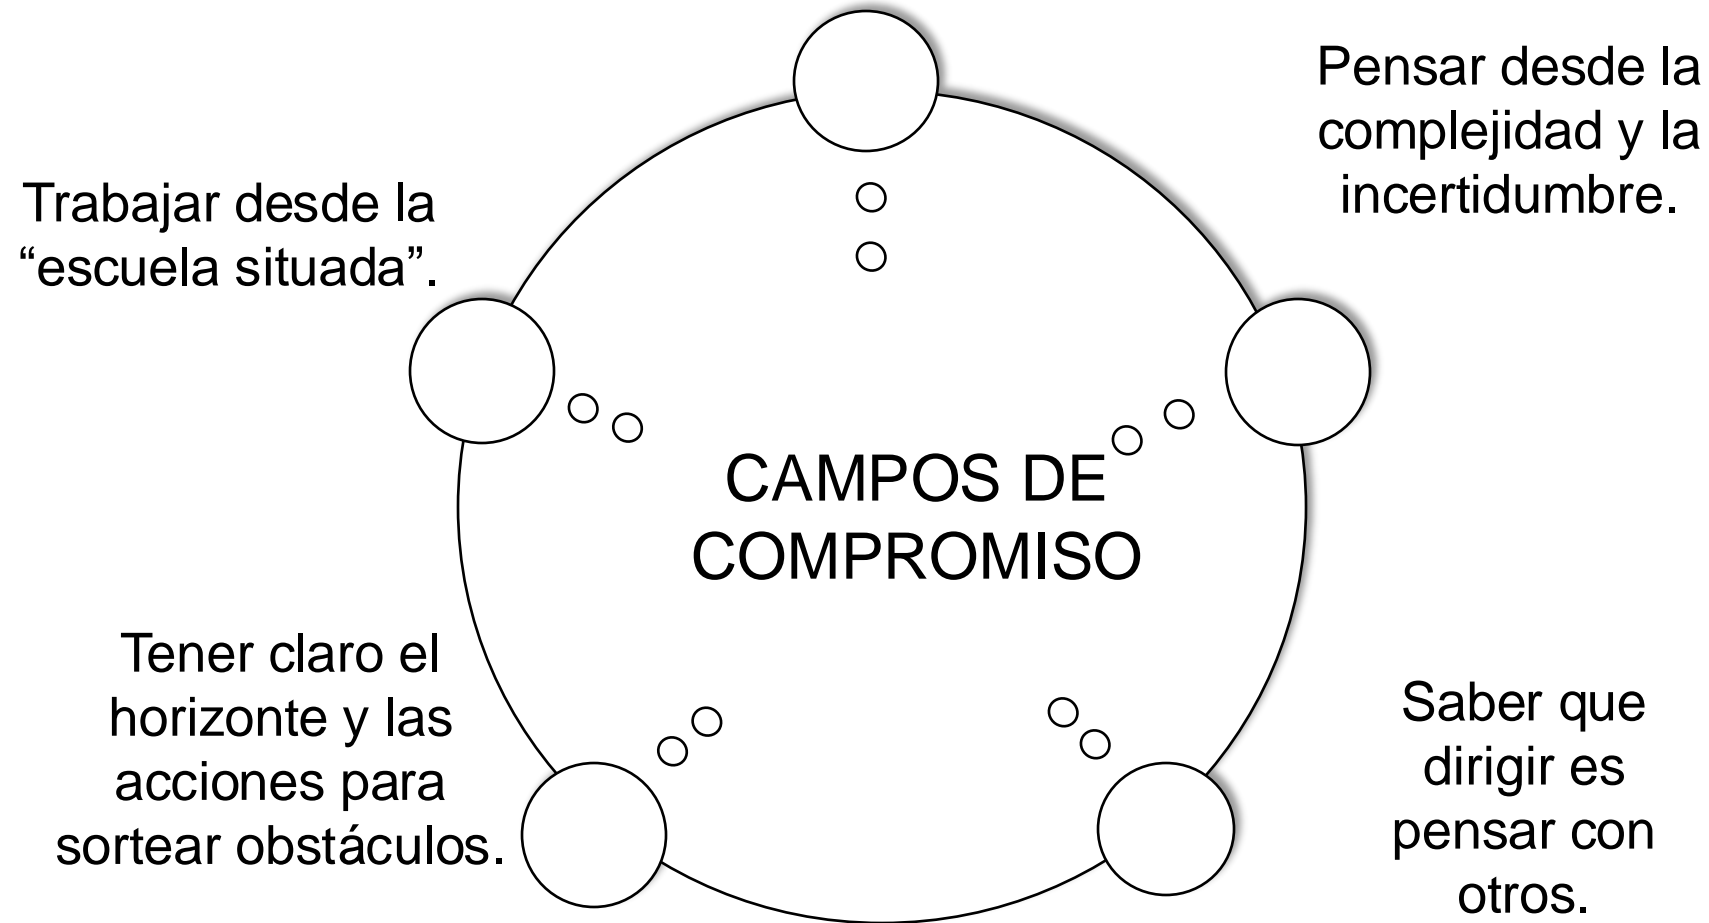 Pensar desde la
complejidad y la
incertidumbre.
Trabajar desde la
“escuela situada”.
CAMPOS DE
COMPROMISO
Tener claro el
horizonte y las
acciones para
sortear obstáculos.
Saber que
dirigir es
pensar con
otros.